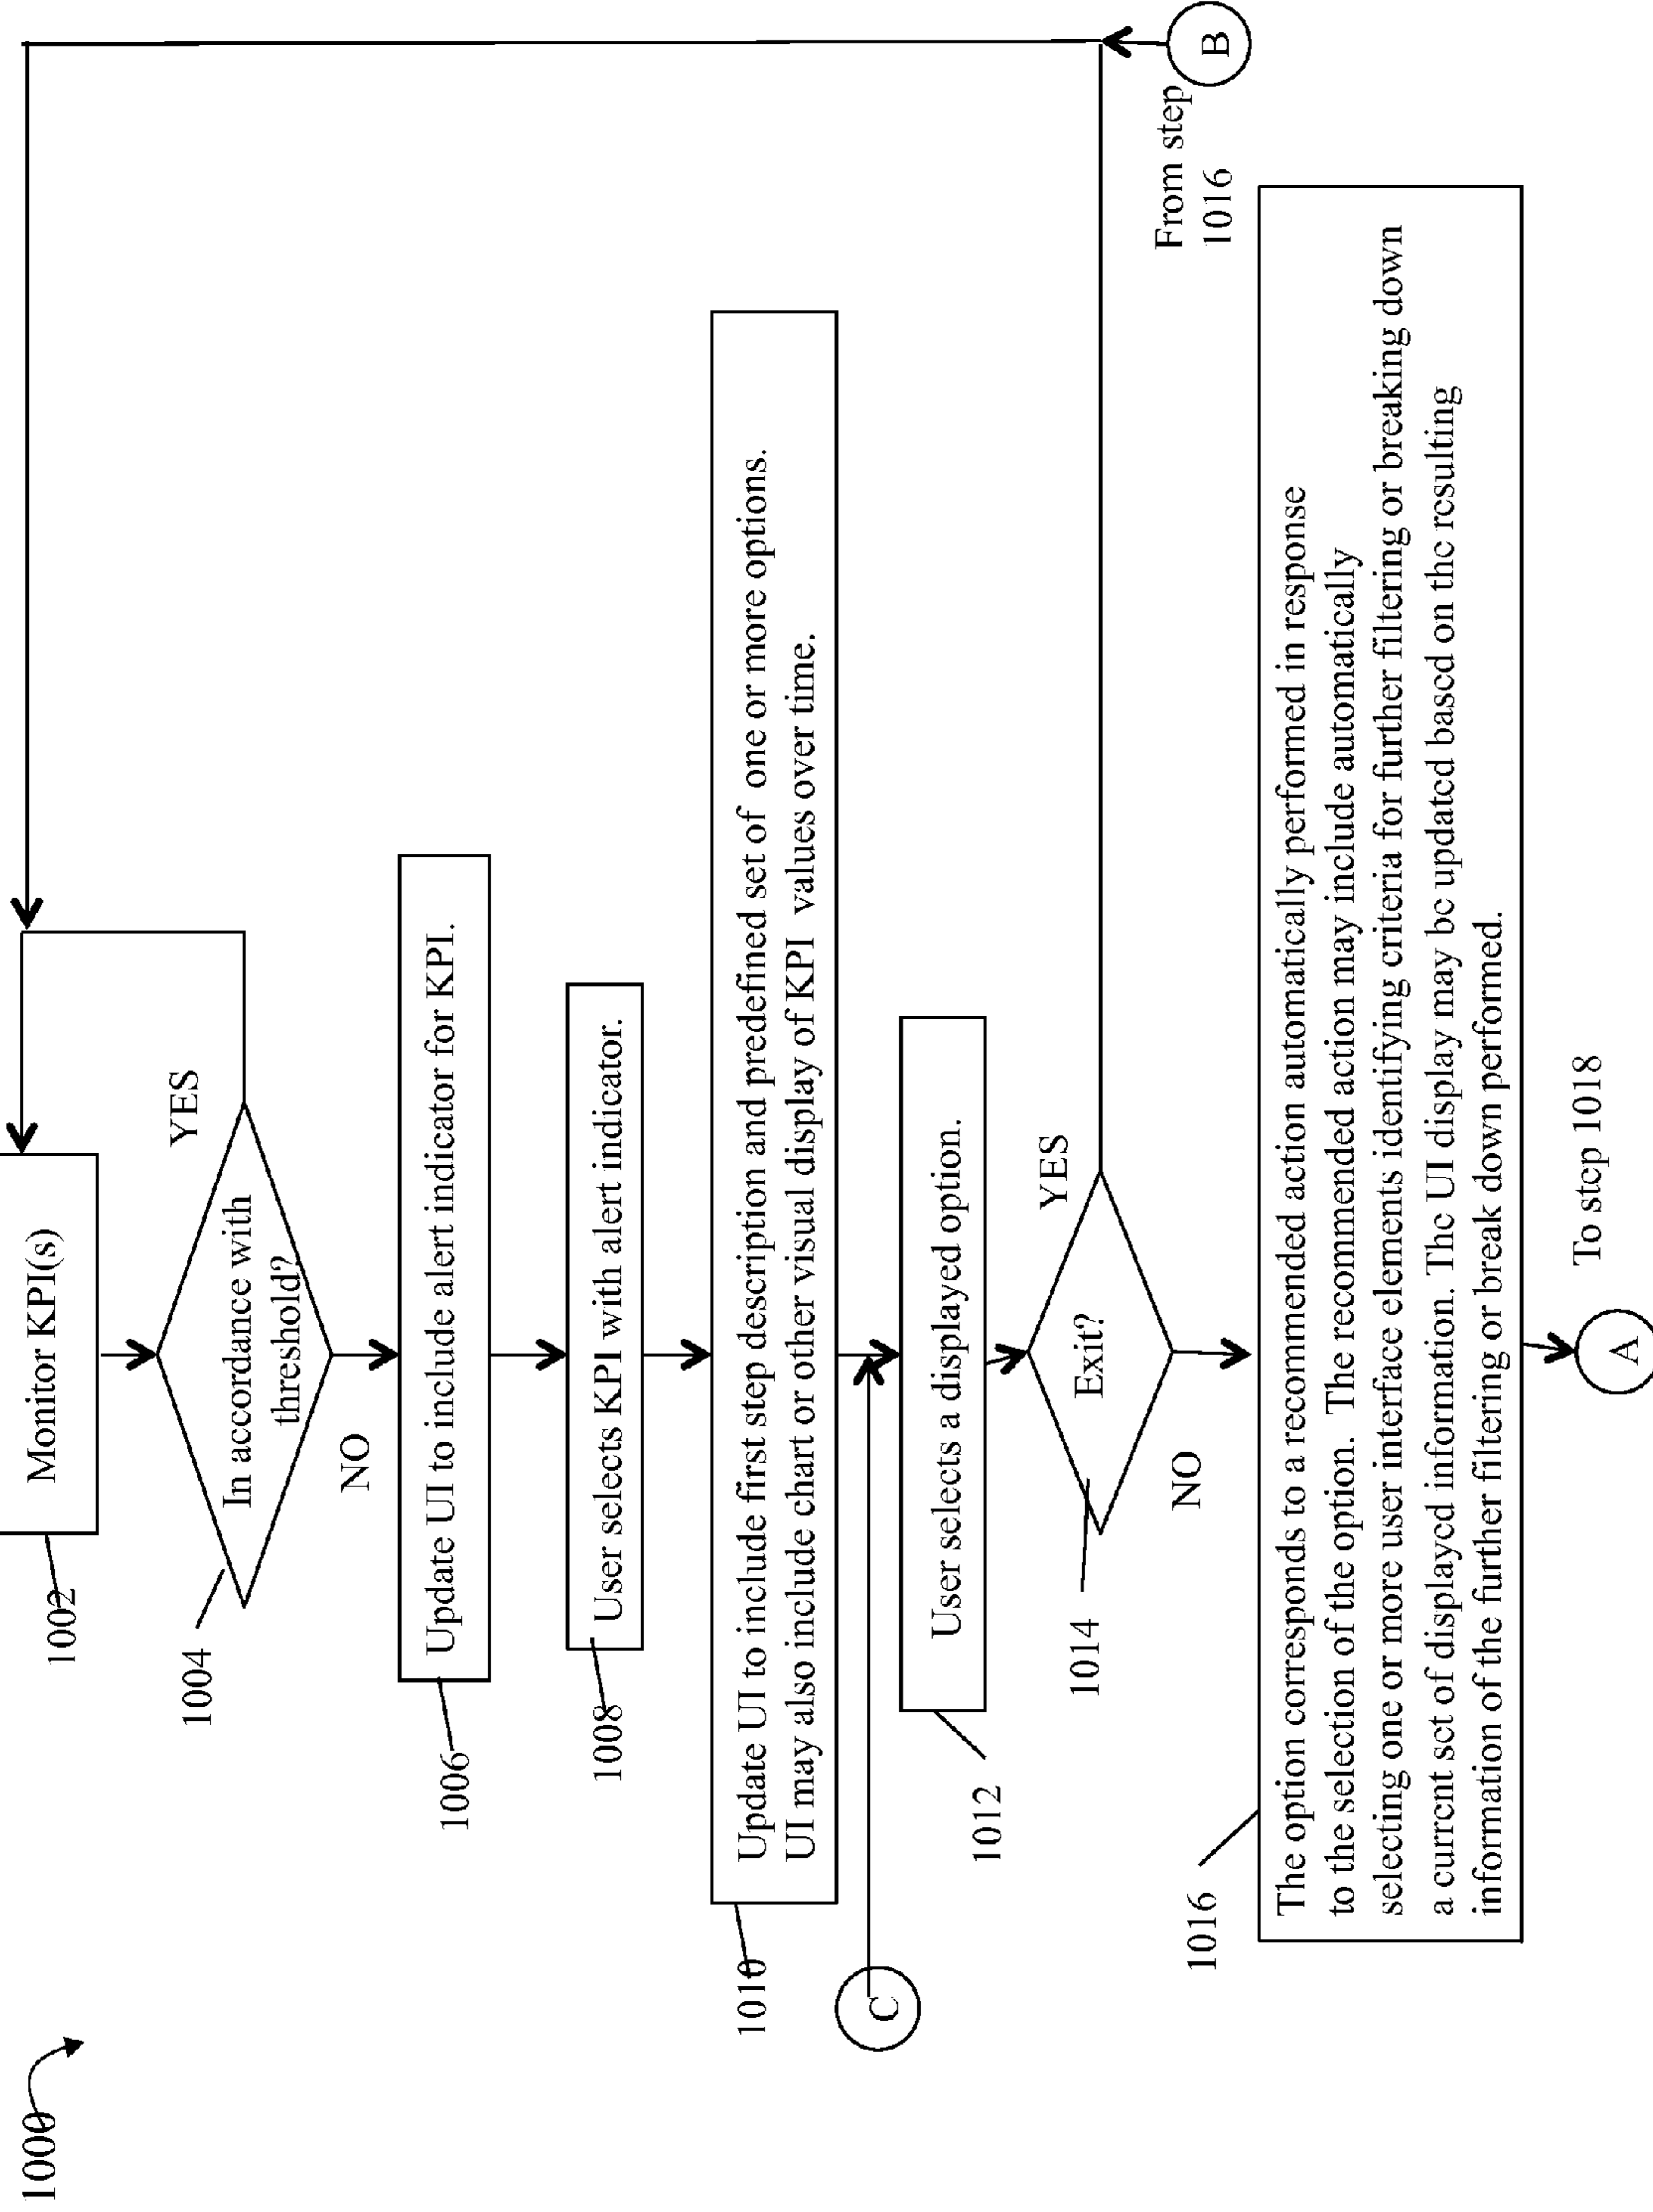 1000
1002
Monitor KPI(s)
1004
In accordance with
threshold?
YES
NO
1006
Update UI to include alert indicator for KPI.
1008
User selects KPI with alert indicator.
1010
Update UI to include first step description and predefined set of one or more options.
UI may also include chart or other visual display of KPI values over time.
C
1012
User selects a displayed option.
1014
Exit?
YES
NO
From step
1016
B
1016
The option corresponds to a recommended action automatically performed in response
to the selection of the option. The recommended action may include automatically
selecting one or more user interface elements identifying criteria for further filtering or breaking down
a current set of displayed information. The UI display may be updated based on the resulting
information of the further filtering or break down performed.
To step 1018
A